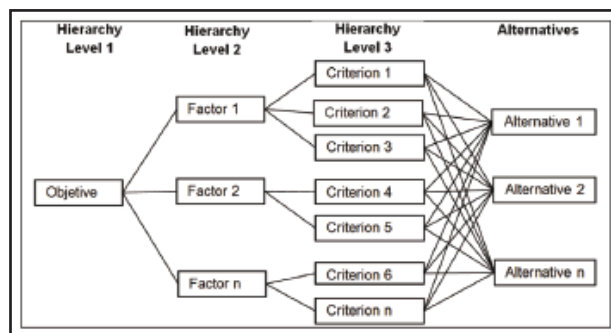 Hierarchy
Level 1
Hierarchy
Level 2
Hierarchy
Level 3
Alternatives
Objetive
Factor 1
Factor 2
Factor n
Criterion 1
Criterion 2
Criterion 3
Criterion 4
Criterion 5
Criterion 6
Criterion n
Alternative 1
Alternative 2
Alternative n